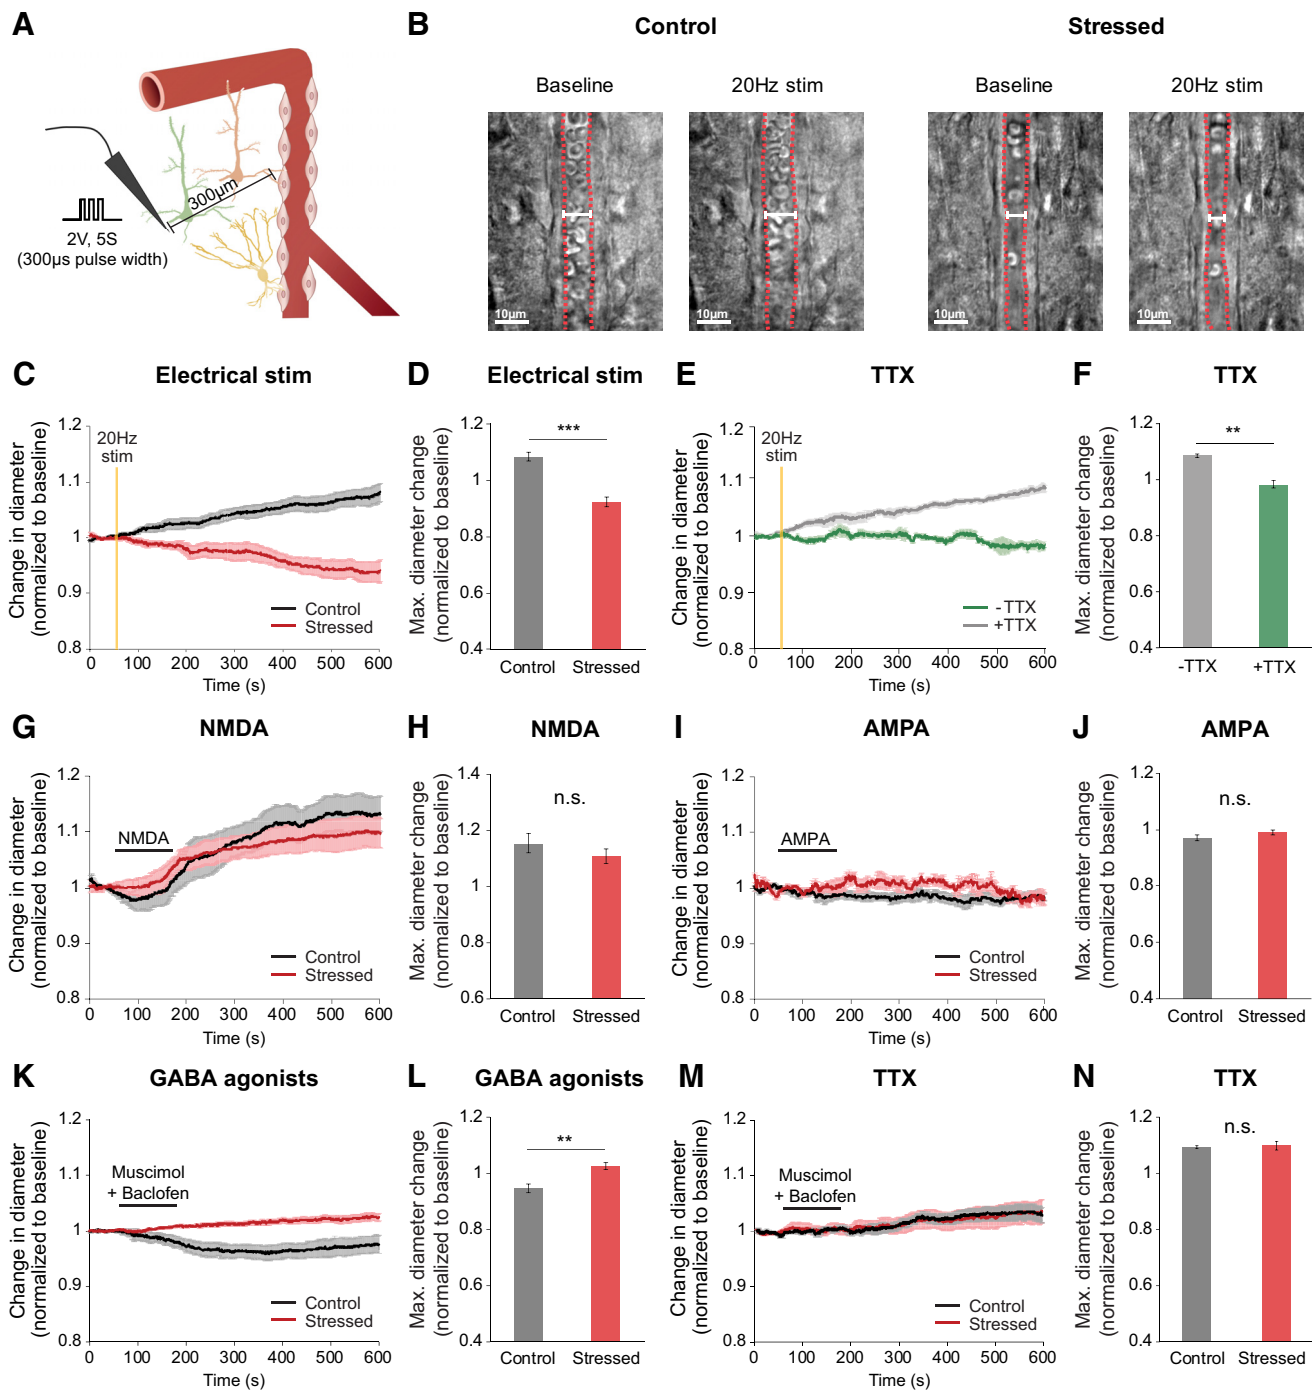 A
300µm
2V, 5S
(300µs pulse width)
B
Control
Stressed
Baseline
20Hz stim
Baseline
20Hz stim
10µm
10µm
10µm
10µm
C
Electrical stim
Change in diameter
(normalized to baseline)
1.2
1.1
1
0.9
0.8
20Hz
stim
Control
Stressed
0 100 200 300 400 500 600
Time (s)
D
Electrical stim
Max. diameter change
(normalized to baseline)
1.2
1
0.8
0.6
0.4
***
Control Stressed
E
TTX
Change in diameter
(normalized to baseline)
1.2
1.1
1
0.9
0.8
20Hz
stim
-TTX
+TTX
0 100 200 300 400 500 600
Time (s)
F
TTX
Max. diameter change
(normalized to baseline)
1.2
1
0.8
0.6
0.4
**
-TTX +TTX
G
NMDA
Change in diameter
(normalized to baseline)
1.2
1.1
1
0.9
0.8
NMDA
Control
Stressed
0 100 200 300 400 500 600
Time (s)
H
NMDA
Max. diameter change
(normalized to baseline)
1.4
1.2
1
0.8
0.6
n.s.
Control Stressed
I
AMPA
Change in diameter
(normalized to baseline)
1.2
1.1
1
0.9
0.8
AMPA
Control
Stressed
0 100 200 300 400 500 600
Time (s)
J
AMPA
Max. diameter change
(normalized to baseline)
1.2
1
0.8
0.6
0.4
n.s.
Control Stressed
K
GABA agonists
Change in diameter
(normalized to baseline)
1.2
1.1
1
0.9
0.8
Muscimol
+ Baclofen
Control
Stressed
0 100 200 300 400 500 600
Time (s)
L
GABA agonists
Max. diameter change
(normalized to baseline)
1.2
1
0.8
0.6
0.4
**
Control Stressed
M
TTX
Change in diameter
(normalized to baseline)
1.2
1.1
1
0.9
0.8
Muscimol
+ Baclofen
Control
Stressed
0 100 200 300 400 500 600
Time (s)
N
TTX
Max. diameter change
(normalized to baseline)
1.2
1
0.8
0.6
0.4
n.s.
Control Stressed